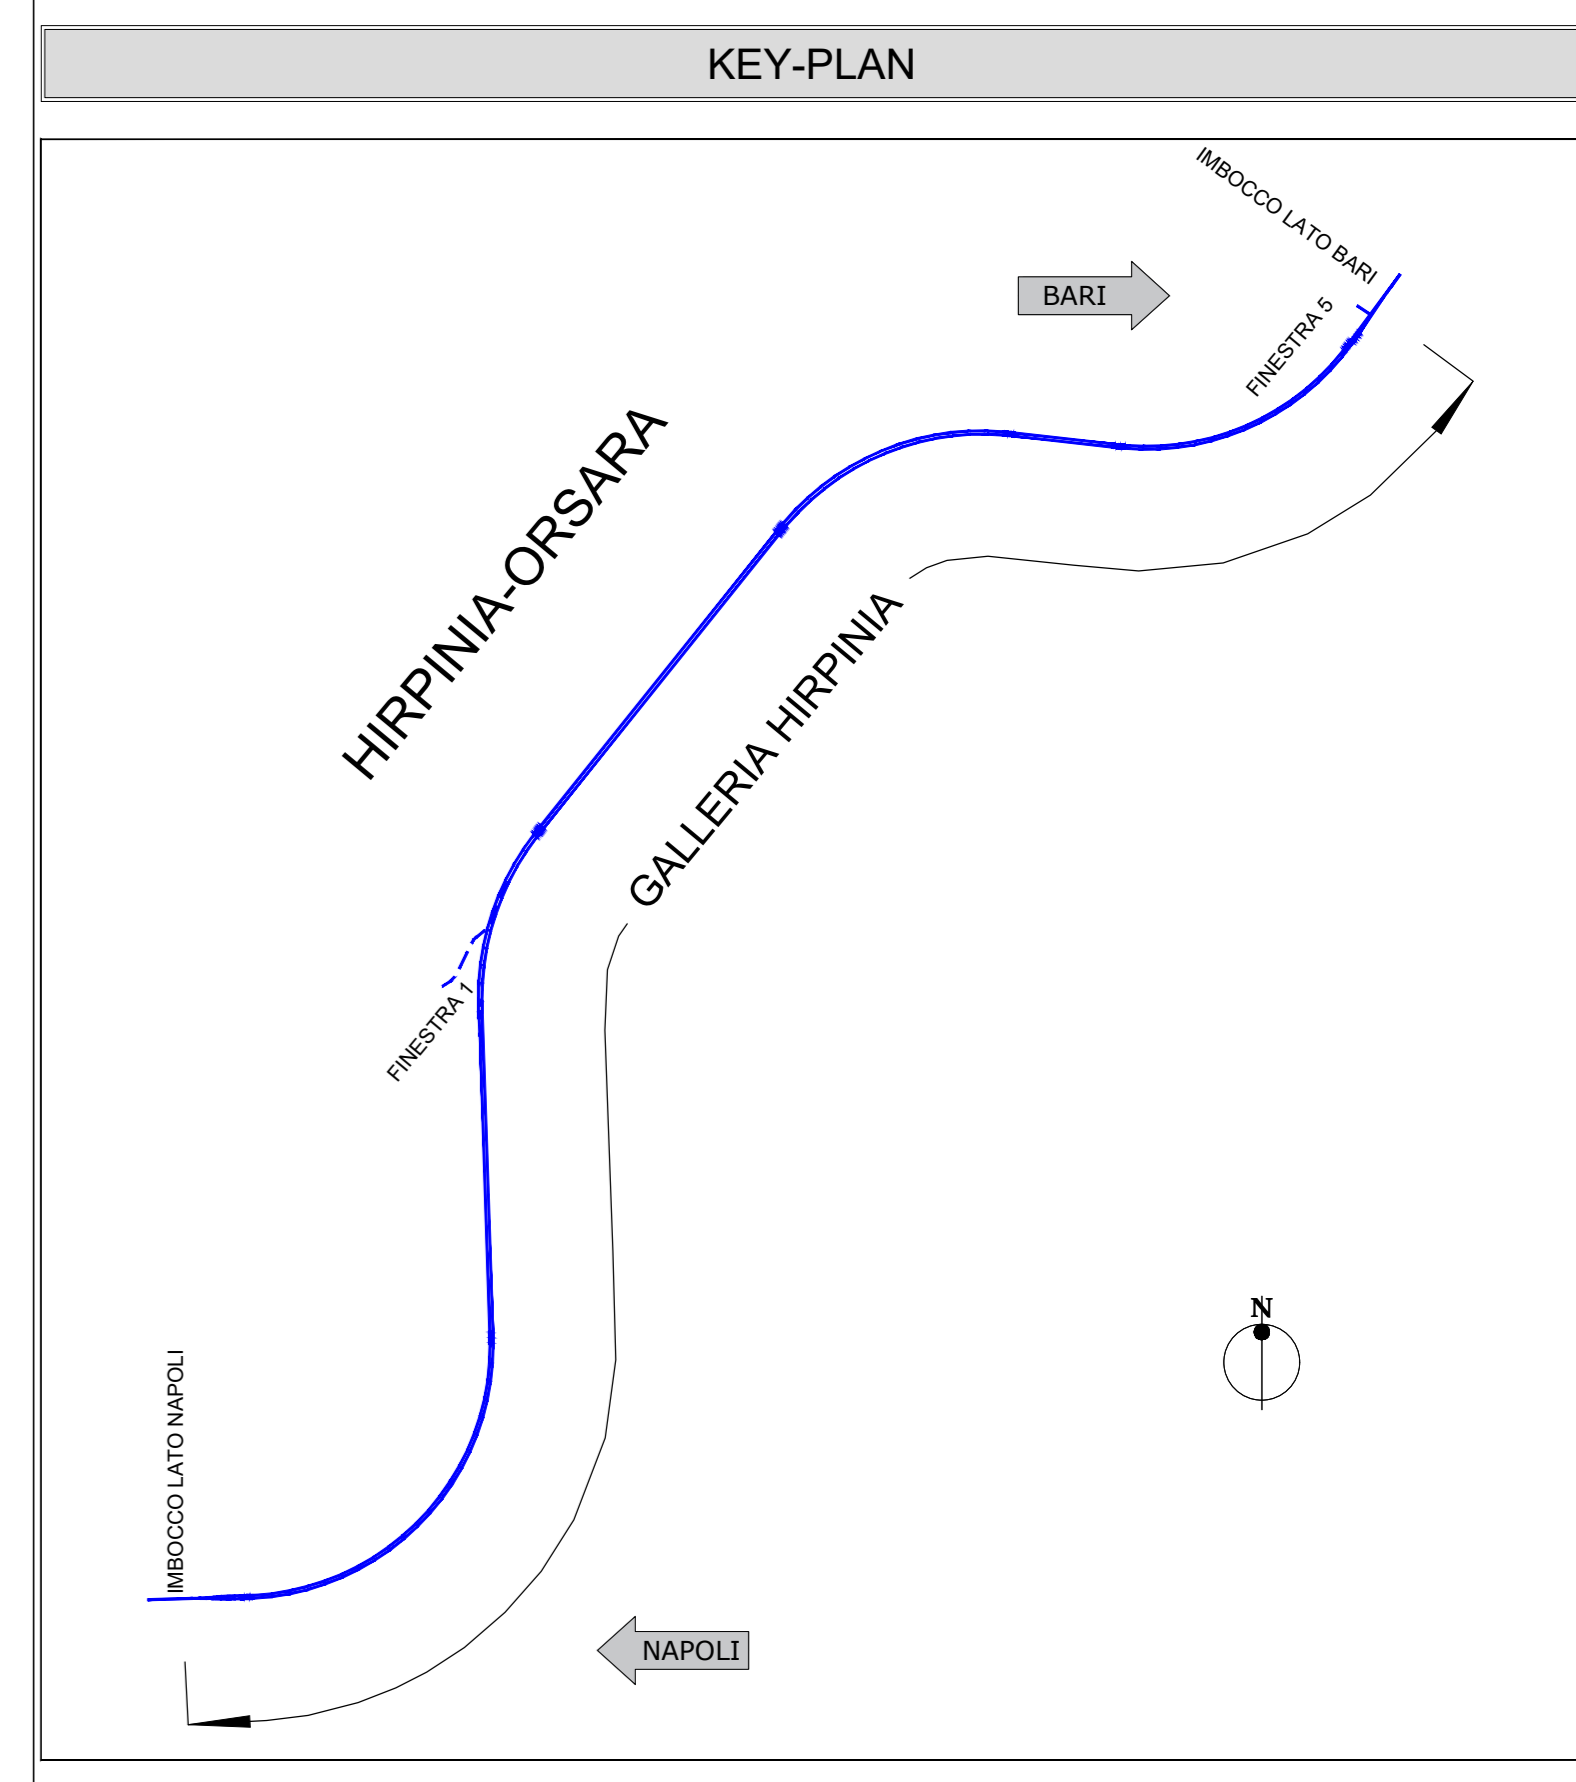 KEY-PLAN
IMBOCCO LATO BARI
BARI
FINESTRA 5
HIRPINIA-ORSARA
GALLERIA HIRPINIA
FINESTRA 1
N
IMBOCCO LATO NAPOLI
NAPOLI